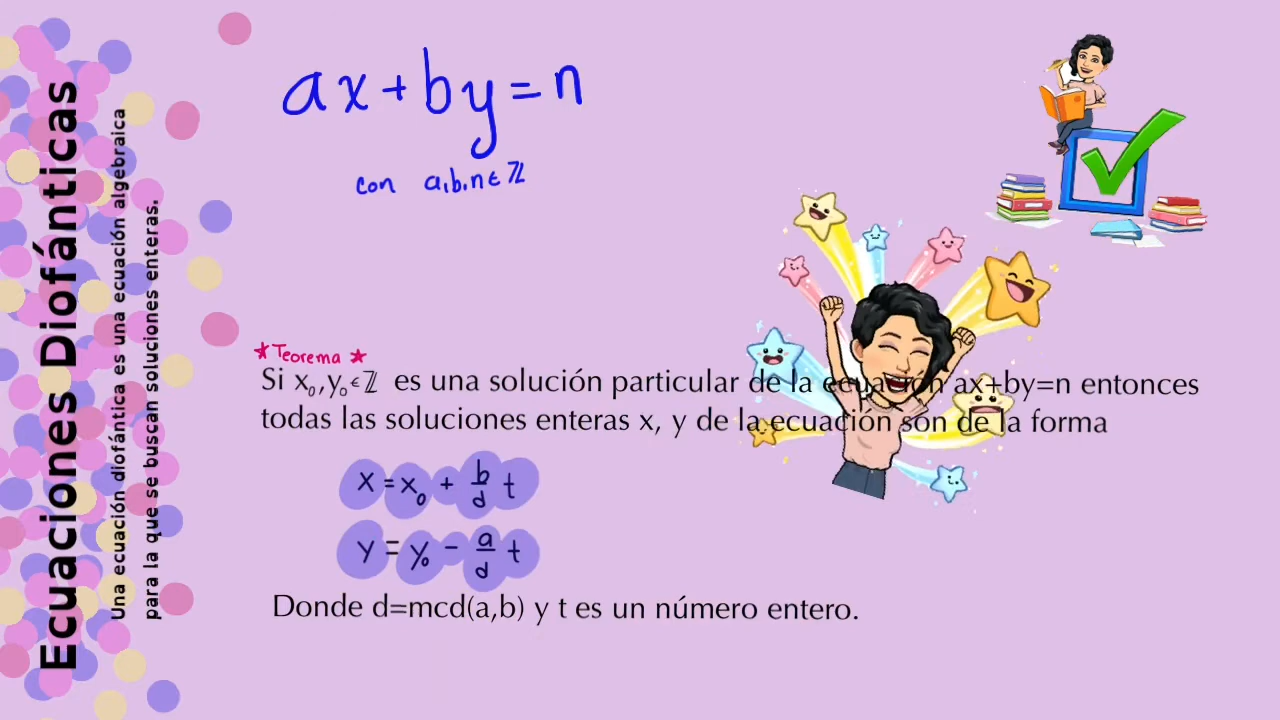 Ecuaciones Diofánticas
Una ecuación diofántica es una ecuación algebraica
para la que se buscan soluciones enteras.
ax+by=n
con a,b,n∈ℤ
★Teorema★
Si x₀,y₀∈ℤ es una solución particular de la ecuación ax+by=n entonces
todas las soluciones enteras x, y de la ecuación son de la forma
x=x₀+b/d t
y=y₀-a/d t
Donde d=mcd(a,b) y t es un número entero.